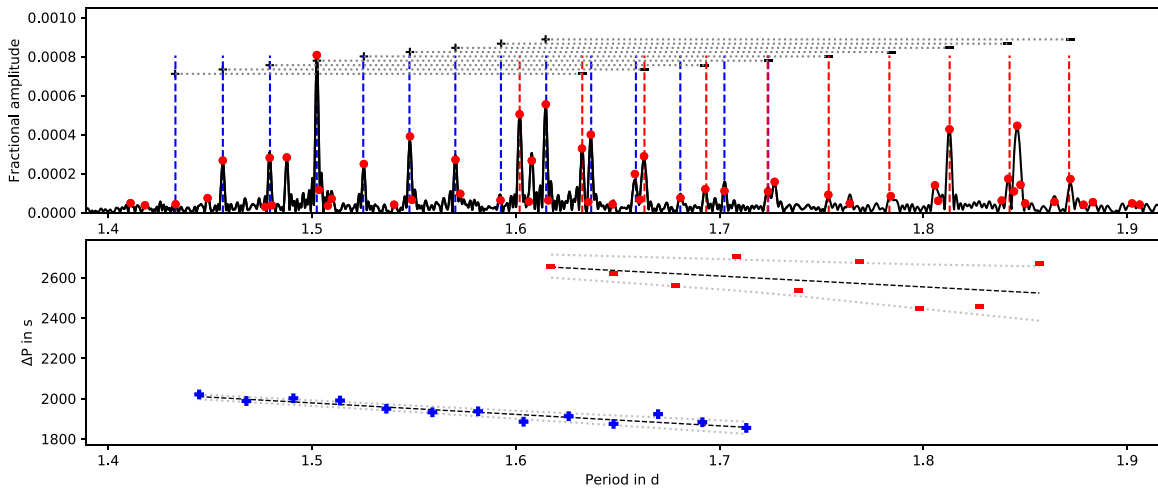 0.0010
0.0008
0.0006
0.0004
0.0002
0.0000
Fractional amplitude
1.4 1.5 1.6 1.7 1.8 1.9
2600
2400
2200
2000
1800
ΔP in s
1.4 1.5 1.6 1.7 1.8 1.9
Period in d